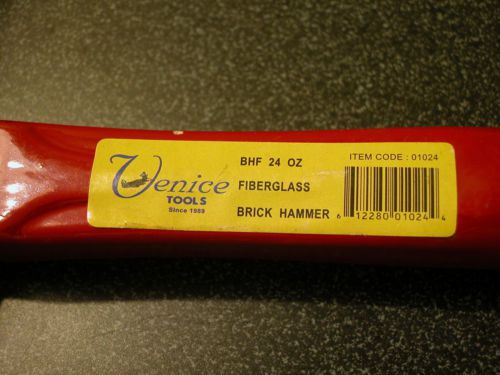 Venice
TOOLS
Since 1989
BHF 24 OZ
FIBERGLASS
BRICK HAMMER
ITEM CODE : 01024
6 12280 01024 4